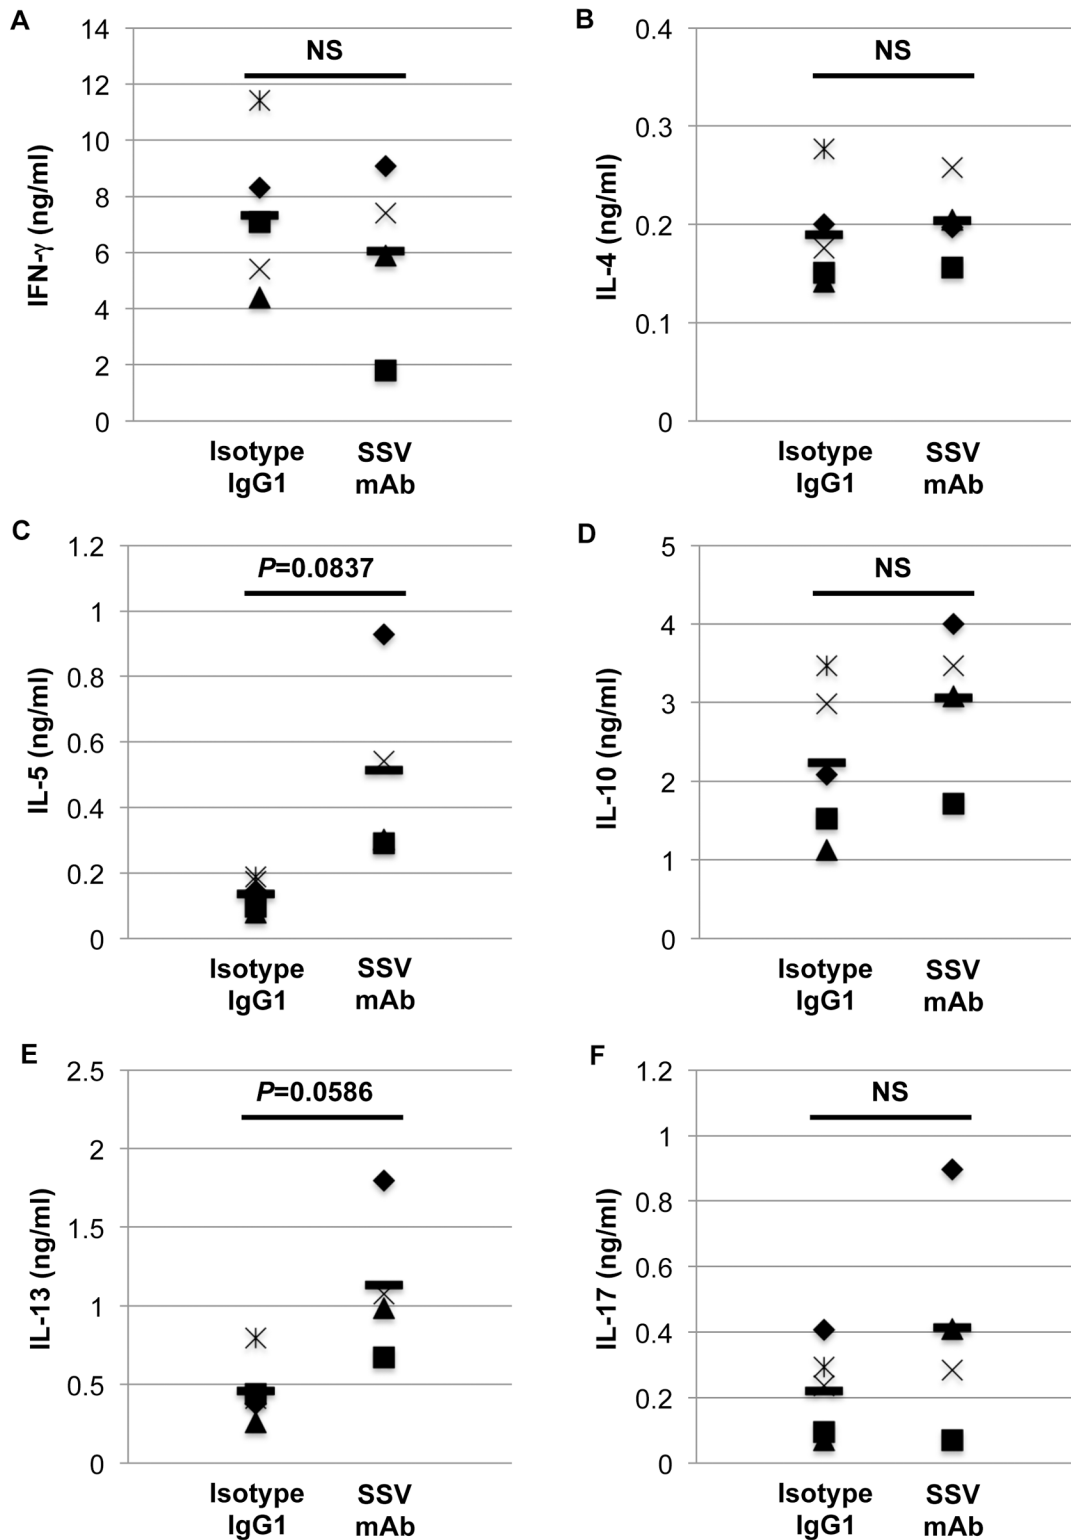 A
IFN-γ (ng/ml)
14
12
10
8
6
4
2
0
NS
Isotype
IgG1
SSV
mAb
B
IL-4 (ng/ml)
0.4
0.3
0.2
0.1
0
NS
Isotype
IgG1
SSV
mAb
C
IL-5 (ng/ml)
1.2
1
0.8
0.6
0.4
0.2
0
P=0.0837
Isotype
IgG1
SSV
mAb
D
IL-10 (ng/ml)
5
4
3
2
1
0
NS
Isotype
IgG1
SSV
mAb
E
IL-13 (ng/ml)
2.5
2
1.5
1
0.5
0
P=0.0586
Isotype
IgG1
SSV
mAb
F
IL-17 (ng/ml)
1.2
1
0.8
0.6
0.4
0.2
0
NS
Isotype
IgG1
SSV
mAb